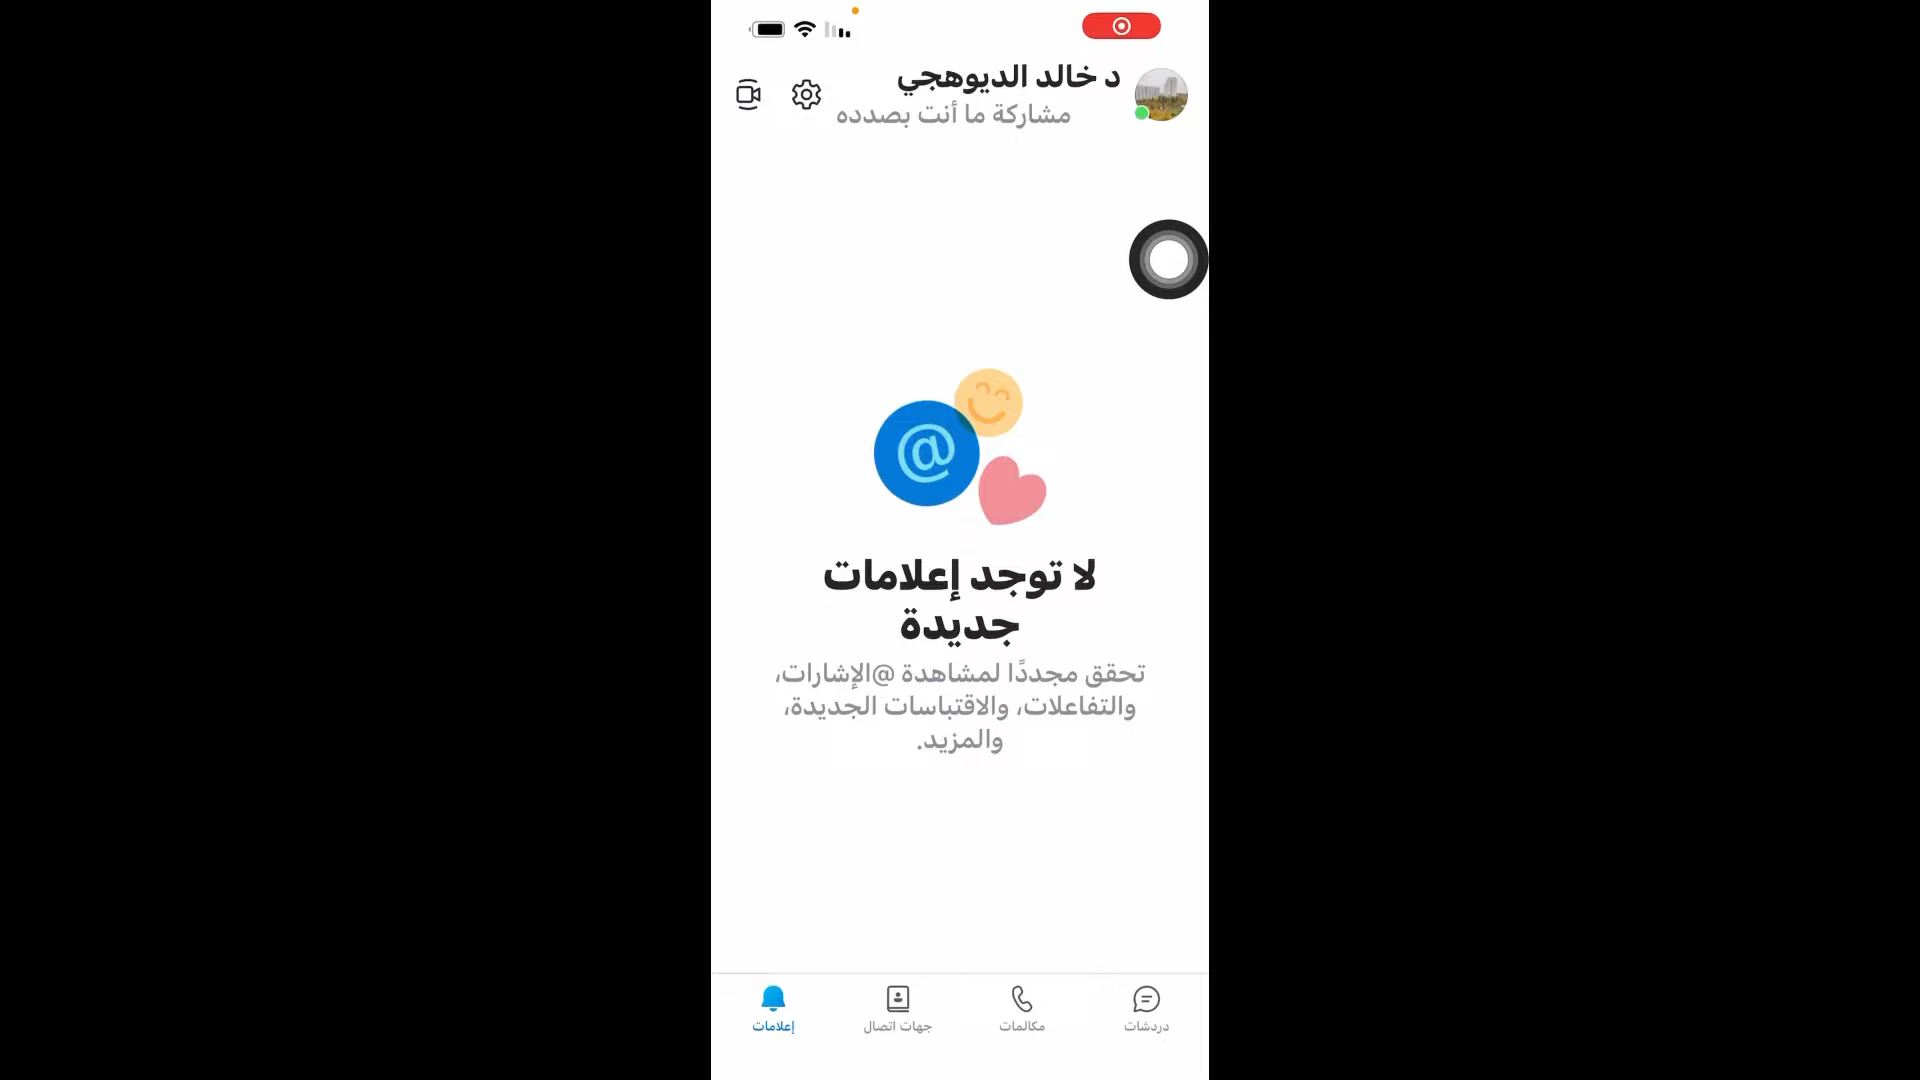 د خالد الديوهجي
مشاركة ما أنت بصدده
@
لا توجد إعلامات
جديدة
تحقق مجددًا لمشاهدة @الإشارات،
والتفاعلات، والاقتباسات الجديدة،
والمزيد.
دردشات
مكالمات
جهات اتصال
إعلامات